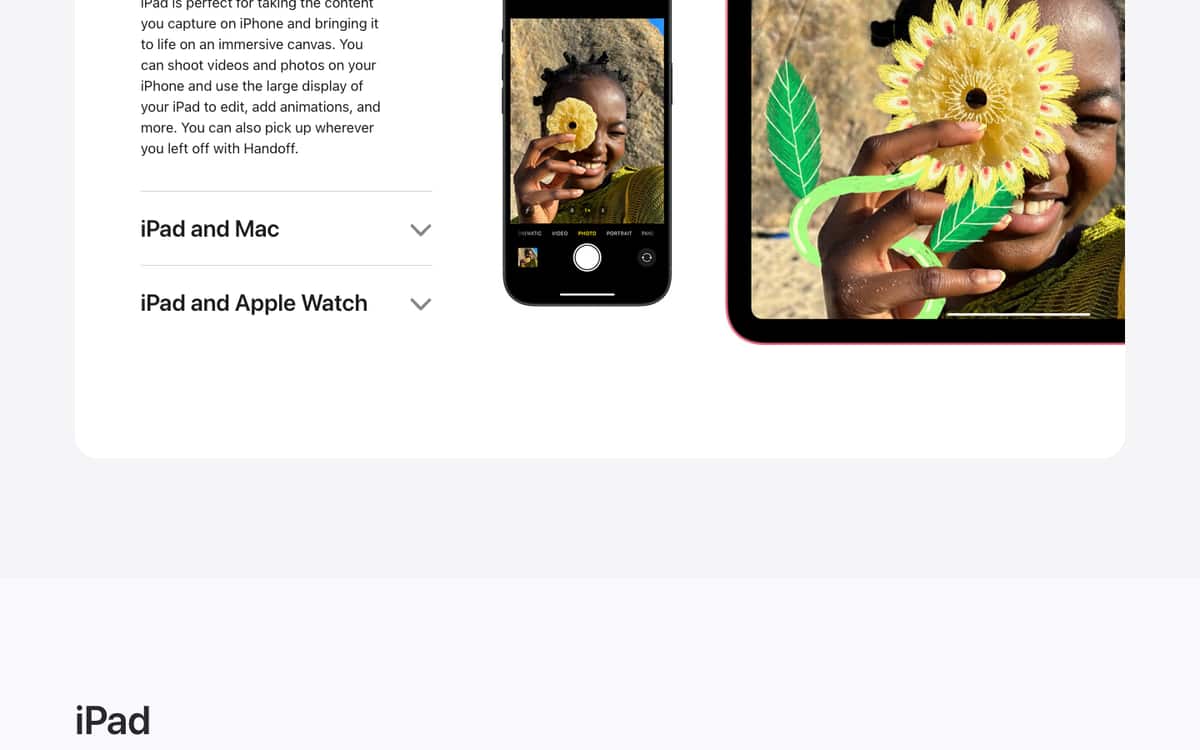 iPad is perfect for taking the content
you capture on iPhone and bringing it
to life on an immersive canvas. You
can shoot videos and photos on your
iPhone and use the large display of
your iPad to edit, add animations, and
more. You can also pick up wherever
you left off with Handoff.
iPad and Mac
iPad and Apple Watch
VIDEO PHOTO PORTRAIT
iPad